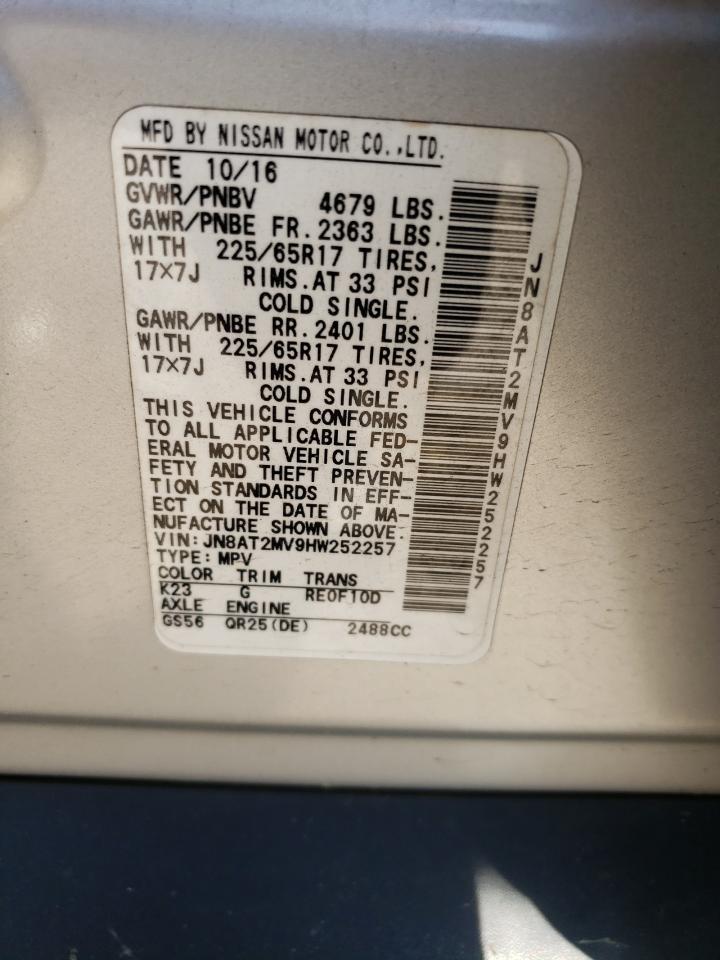 MFD BY NISSAN MOTOR CO.,LTD.
DATE 10/16
GVWR/PNBV 4679 LBS.
GAWR/PNBE FR.2363 LBS.
WITH 225/65R17 TIRES,
17×7J RIMS.AT 33 PSI
COLD SINGLE.
GAWR/PNBE RR.2401 LBS.
WITH 225/65R17 TIRES,
17×7J RIMS.AT 33 PSI
COLD SINGLE.
THIS VEHICLE CONFORMS
TO ALL APPLICABLE FED-
ERAL MOTOR VEHICLE SA-
FETY AND THEFT PREVEN-
TION STANDARDS IN EFF-
ECT ON THE DATE OF MA-
NUFACTURE SHOWN ABOVE.
VIN:JN8AT2MV9HW252257
TYPE:MPV
COLOR TRIM TRANS
K23 G RE0F10D
AXLE ENGINE
GS56 QR25(DE) 2488CC
JN8AT2MV9HW252257